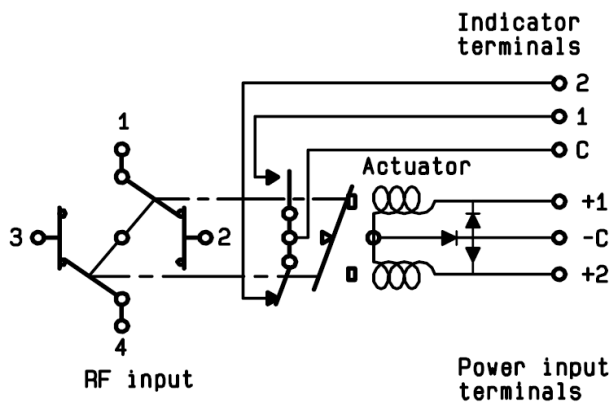 Indicator
terminals
2
1
C
1
Actuator
+1
3
2
-C
+2
4
RF input
Power input
terminals